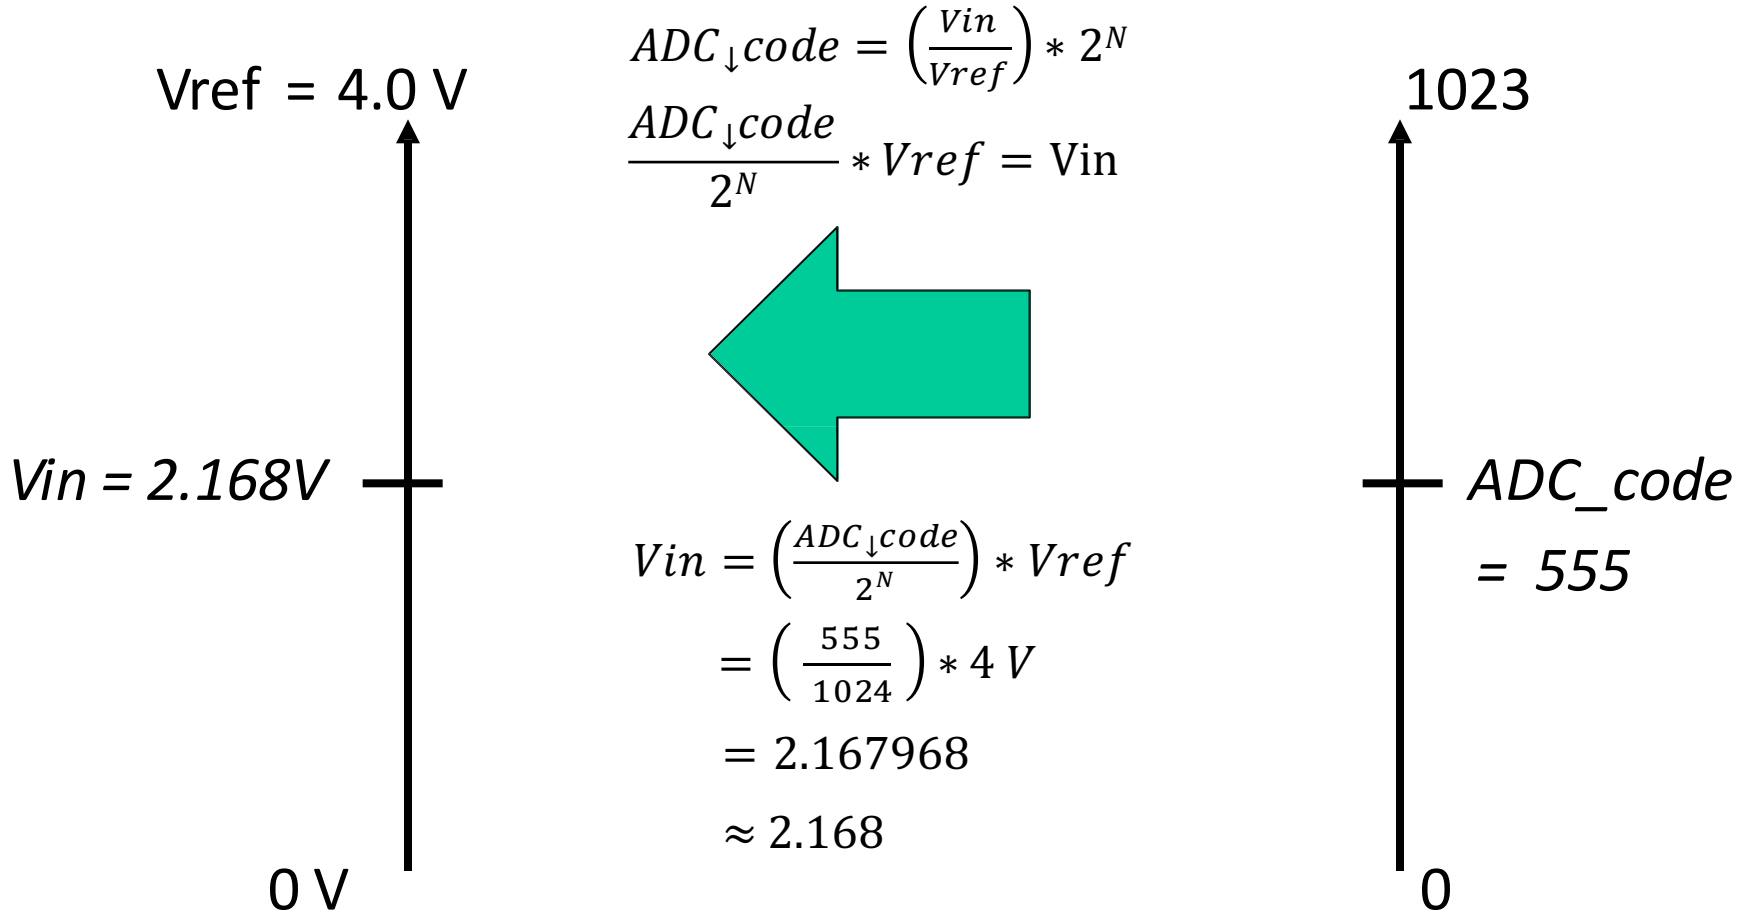 Vref = 4.0 V
ADC↓code = (Vin/Vref) * 2^N
ADC↓code/2^N * Vref = Vin
1023
Vin = 2.168V
ADC_code
= 555
Vin = (ADC↓code/2^N) * Vref
= (555/1024) * 4 V
= 2.167968
≈ 2.168
0 V
0